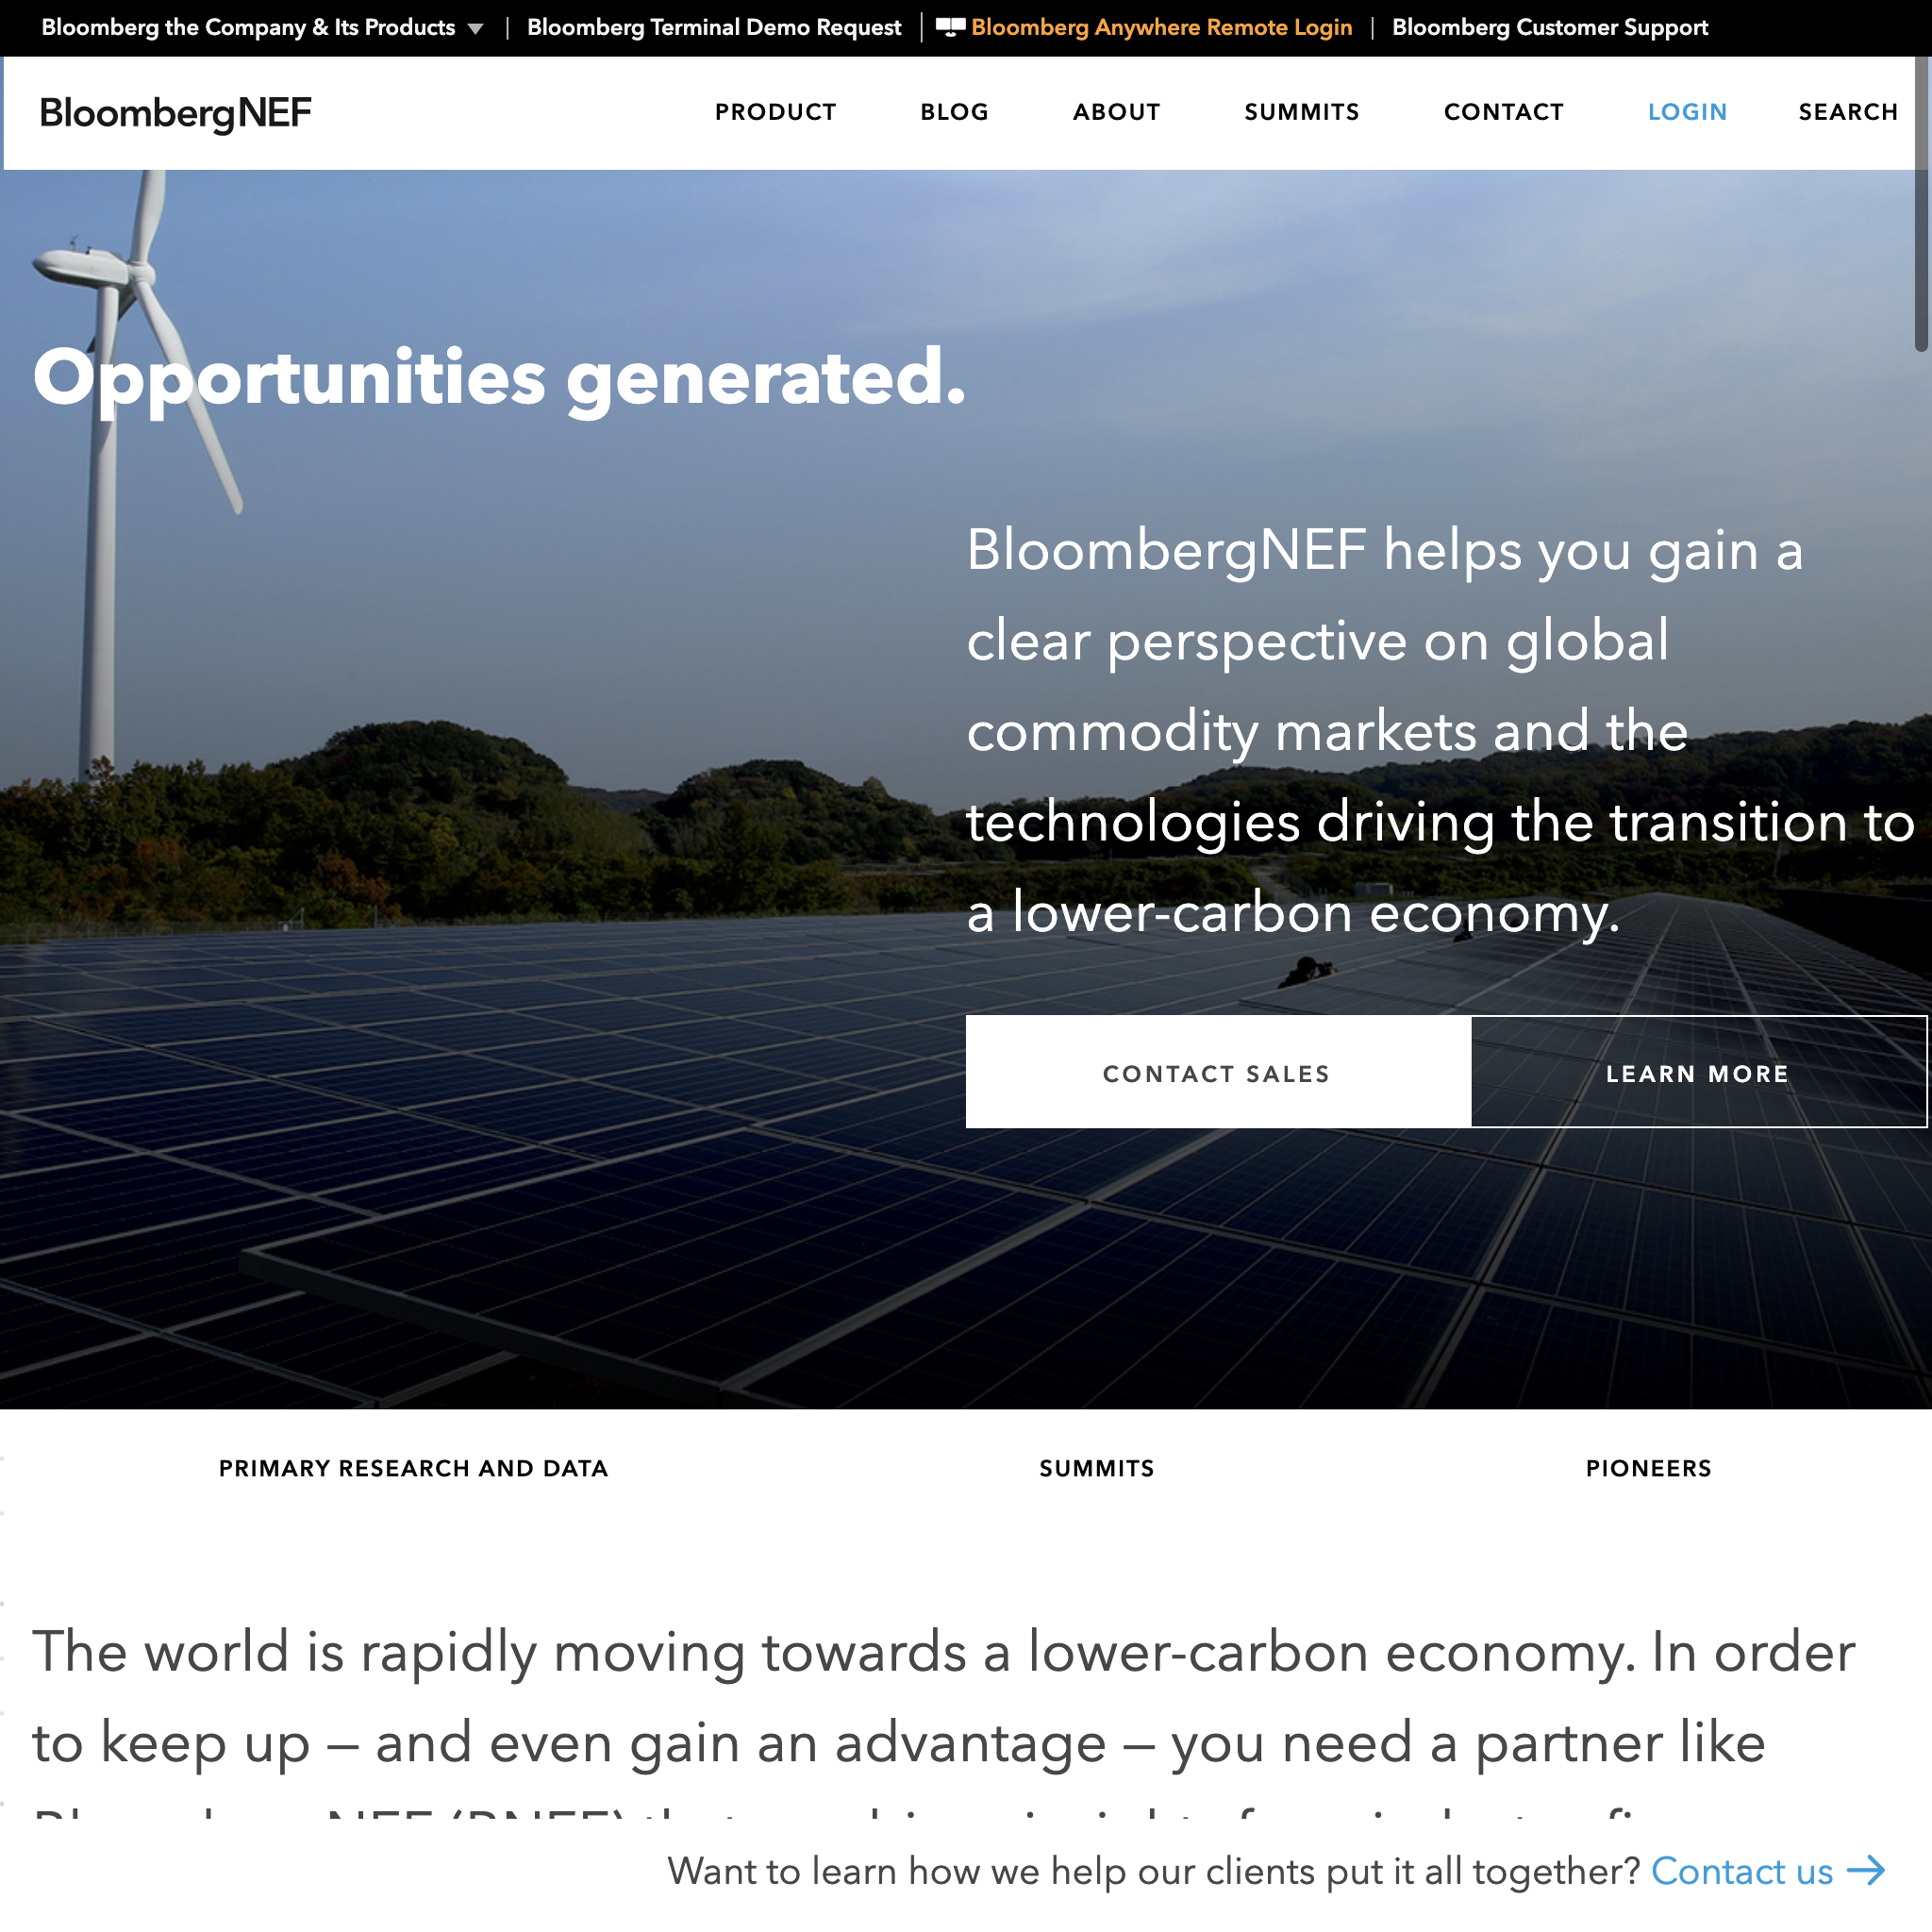 Bloomberg the Company & Its Products
Bloomberg Terminal Demo Request
Bloomberg Anywhere Remote Login
Bloomberg Customer Support
BloombergNEF
PRODUCT
BLOG
ABOUT
SUMMITS
CONTACT
LOGIN
SEARCH
Opportunities generated.
BloombergNEF helps you gain a
clear perspective on global
commodity markets and the
technologies driving the transition to
a lower-carbon economy.
CONTACT SALES
LEARN MORE
PRIMARY RESEARCH AND DATA
SUMMITS
PIONEERS
The world is rapidly moving towards a lower-carbon economy. In order
to keep up – and even gain an advantage – you need a partner like
Want to learn how we help our clients put it all together? Contact us →